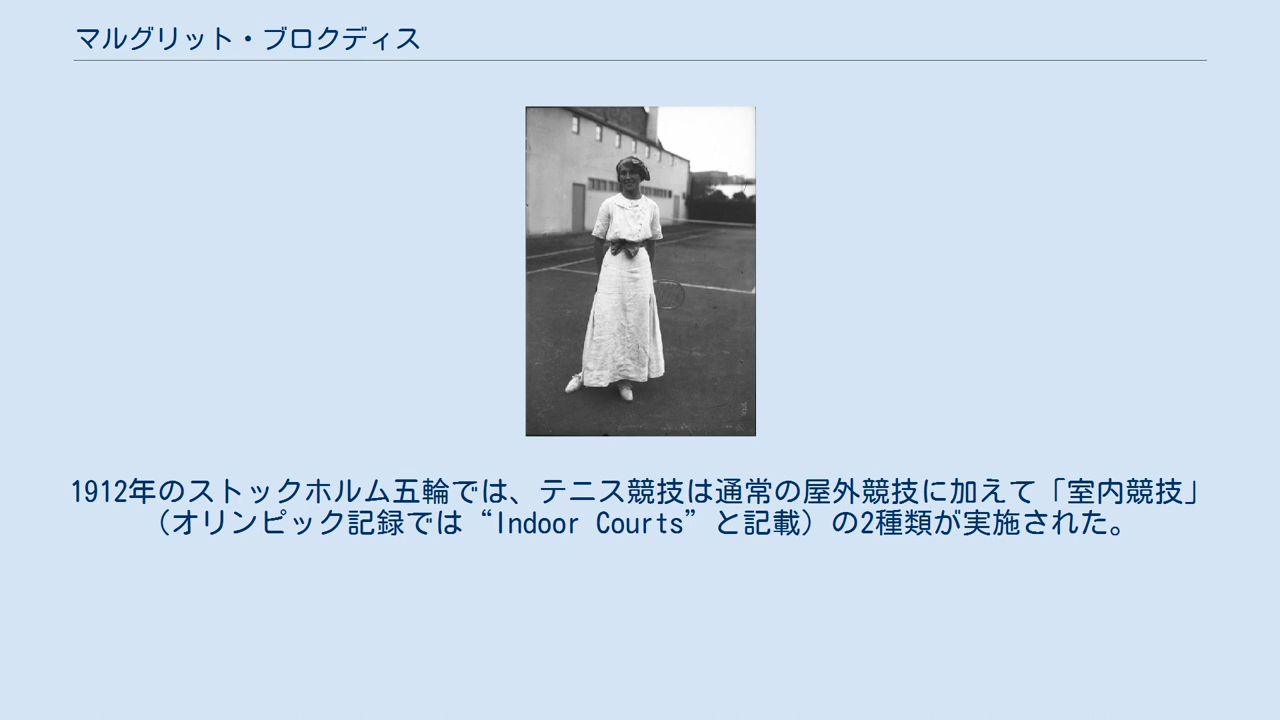 マルグリット・ブロクディス
1912年のストックホルム五輪では、テニス競技は通常の屋外競技に加えて「室内競技」
（オリンピック記録では“Indoor Courts”と記載）の2種類が実施された。